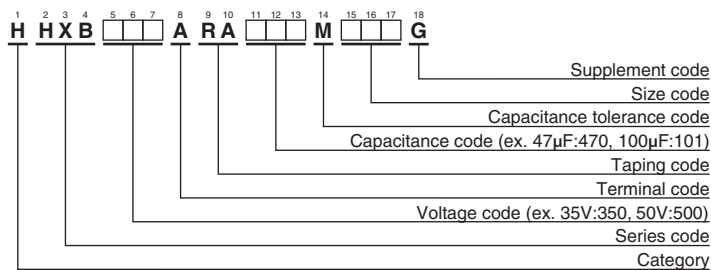 1 2 3 4 5 6 7 8 9 10 11 12 13 14 15 16 17 18
H HXB A RA M G
Supplement code
Size code
Capacitance tolerance code
Capacitance code (ex. 47µF:470, 100µF:101)
Taping code
Terminal code
Voltage code (ex. 35V:350, 50V:500)
Series code
Category